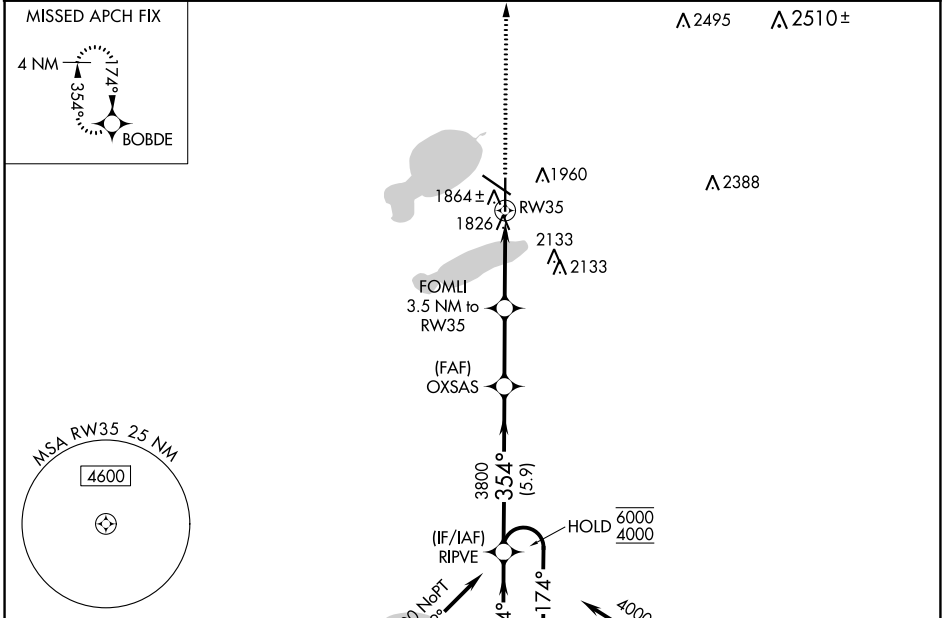 MISSED APCH FIX
4 NM
174°
354°
BOBDE
2495
2510±
1960
2388
1864±
RW35
1826
2133
2133
FOMLI
3.5 NM to
RW35
(FAF)
OXSAS
MSA RW35 25 NM
4600
3800
354°
(5.9)
(IF/IAF)
RIPVE
HOLD
6000
4000
NoPT
174°
4000